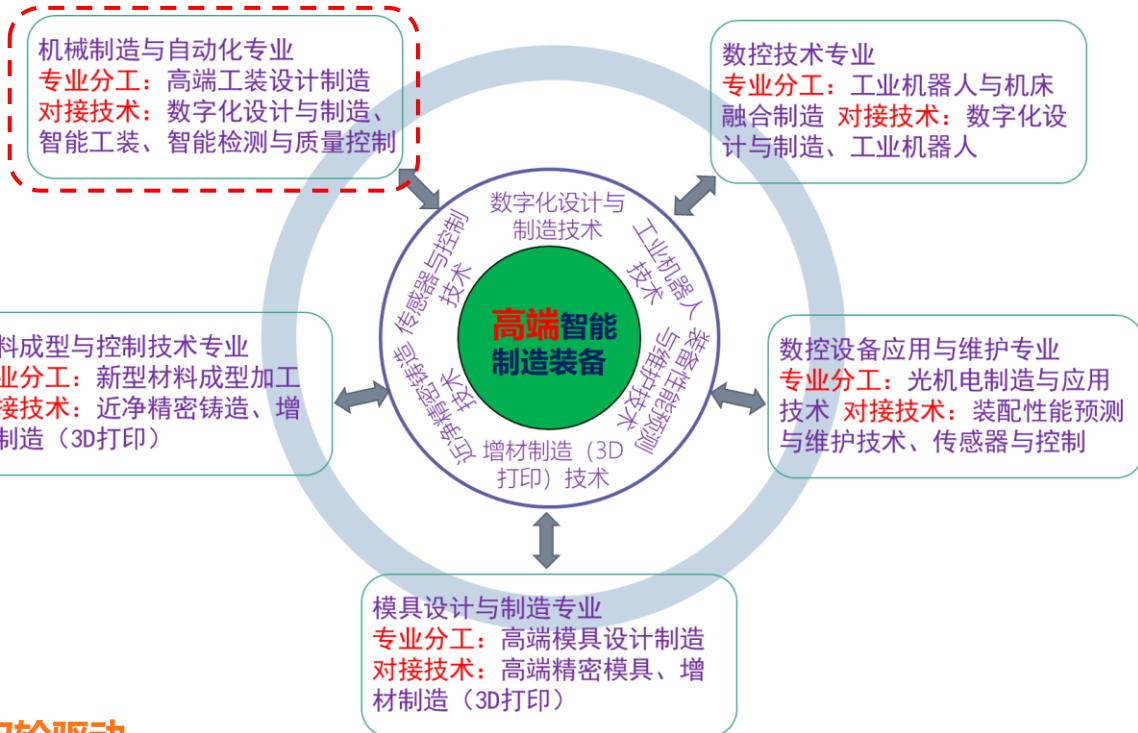 机械制造与自动化专业
专业分工：高端工装设计制造
对接技术：数字化设计与制造、
智能工装、智能检测与质量控制
数控技术专业
专业分工：工业机器人与机床
融合制造 对接技术：数字化设
计与制造、工业机器人
数字化设计与
制造技术
工业机器人
技术
传感器与控制
技术
高端智能
制造装备
装备性能预测
与维护技术
近净精密铸造
技术
增材制造（3D
打印）技术
料成型与控制技术专业
业分工：新型材料成型加工
接技术：近净精密铸造、增
制造（3D打印）
数控设备应用与维护专业
专业分工：光机电制造与应用
技术 对接技术：装配性能预测
与维护技术、传感器与控制
模具设计与制造专业
专业分工：高端模具设计制造
对接技术：高端精密模具、增
材制造（3D打印）